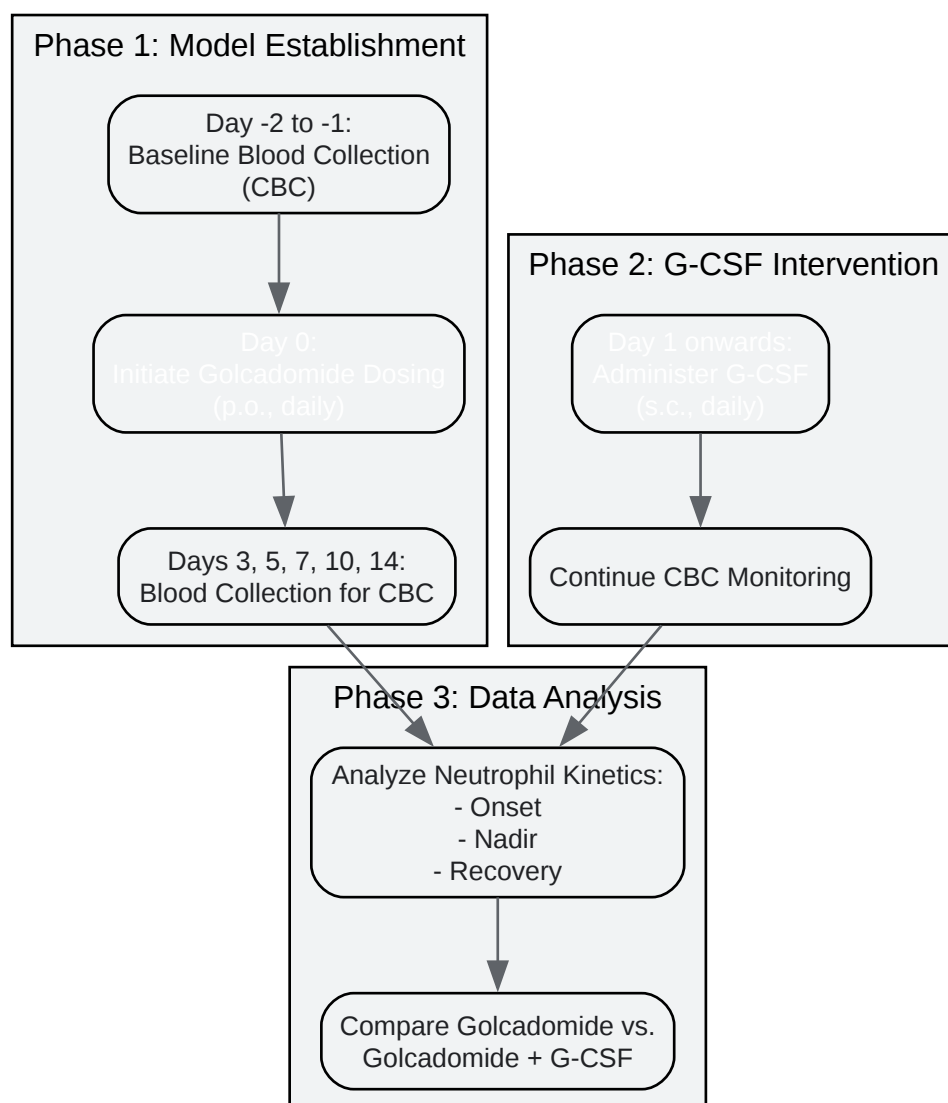 Phase 1: Model Establishment
Day -2 to -1:
Baseline Blood Collection
(CBC)
Day 0:
Initiate Golcadomide Dosing
(p.o., daily)
Days 3, 5, 7, 10, 14:
Blood Collection for CBC
Phase 2: G-CSF Intervention
Day 1 onwards:
Administer G-CSF
(s.c., daily)
Continue CBC Monitoring
Phase 3: Data Analysis
Analyze Neutrophil Kinetics:
- Onset
- Nadir
- Recovery
Compare Golcadomide vs.
Golcadomide + G-CSF